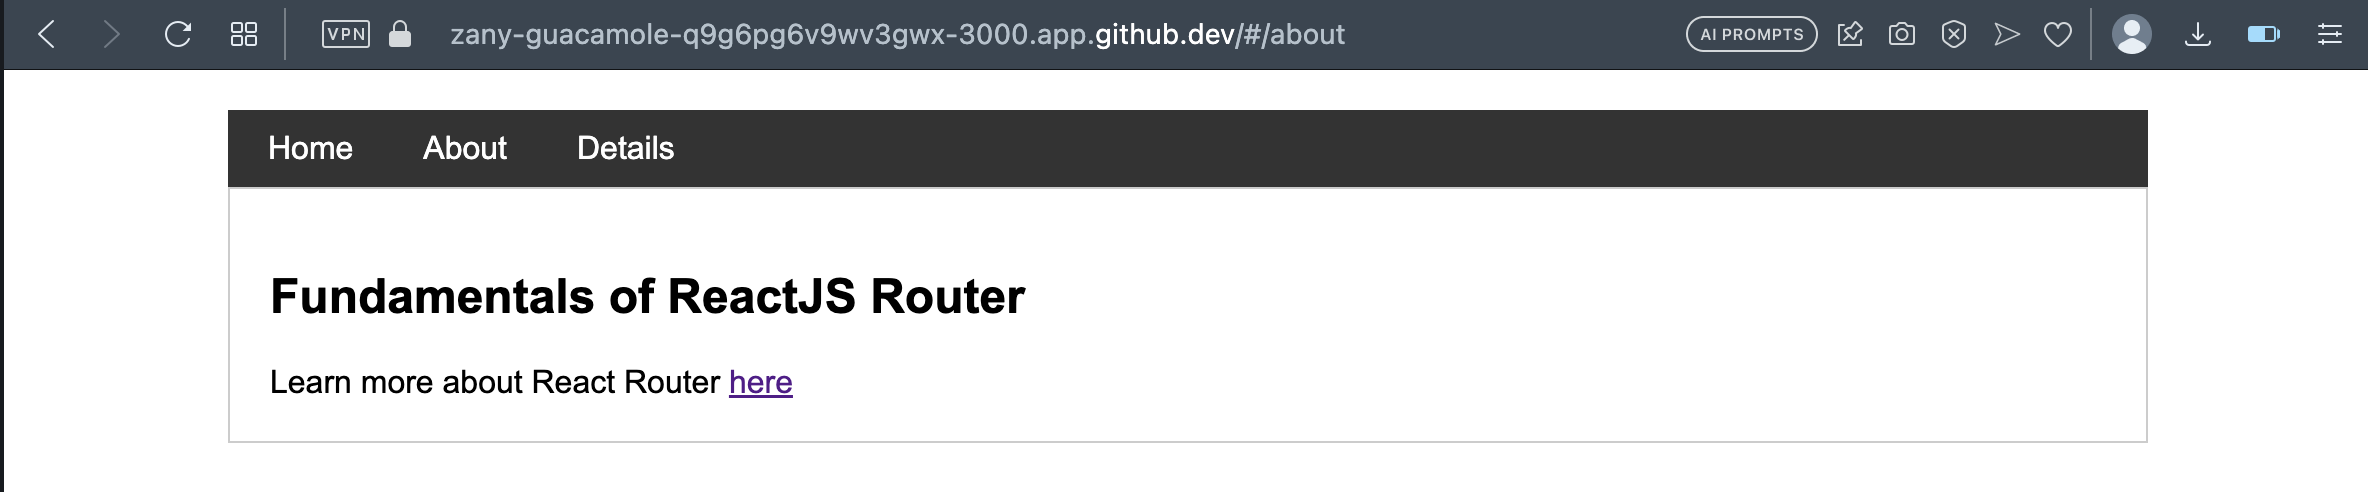 VPN zany-guacamole-q9g6pg6v9wv3gwx-3000.app.github.dev/#/about AI PROMPTS
Home About Details
Fundamentals of ReactJS Router
Learn more about React Router here